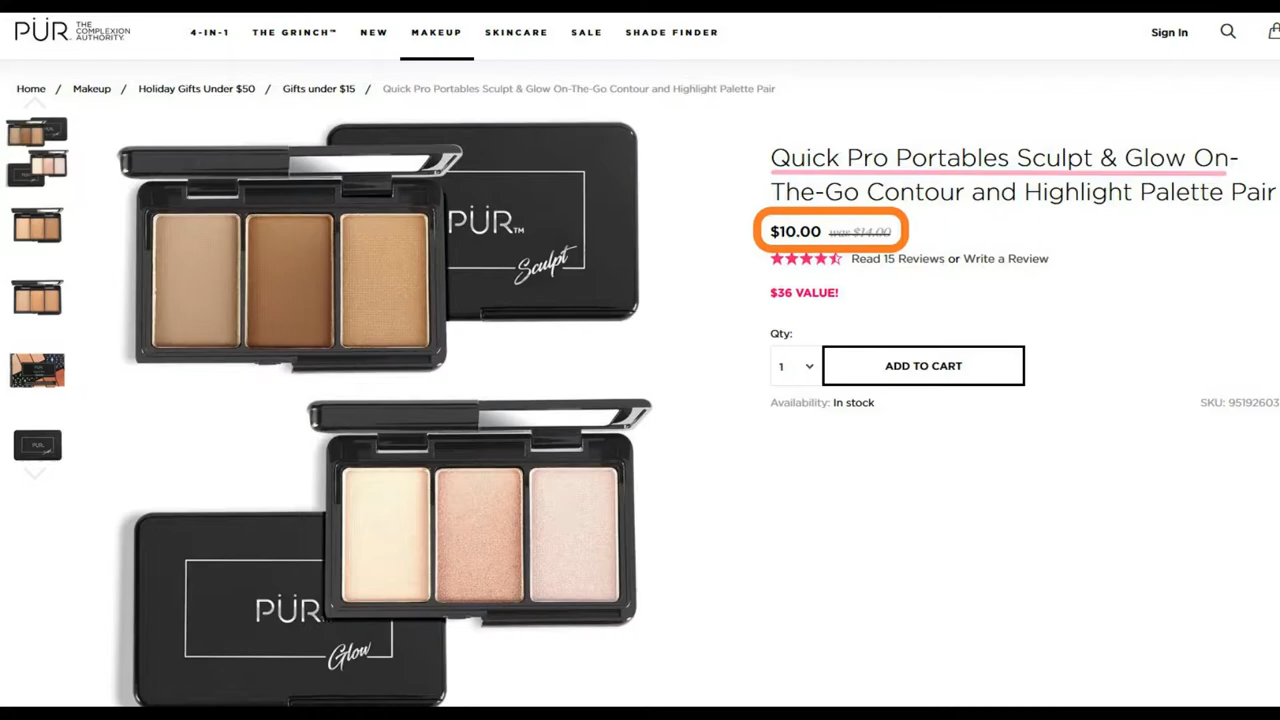 PÜR THE COMPLEXION AUTHORITY.
4-IN-1 THE GRINCH™ NEW MAKEUP SKINCARE SALE SHADE FINDER
Sign In
Home / Makeup / Holiday Gifts Under $50 / Gifts under $15 / Quick Pro Portables Sculpt & Glow On-The-Go Contour and Highlight Palette Pair
PÜR™
Sculpt
PÜR
Glow
Quick Pro Portables Sculpt & Glow On-
The-Go Contour and Highlight Palette Pair
$10.00 was $14.00
Read 15 Reviews or Write a Review
$36 VALUE!
Qty:
1
ADD TO CART
Availability: In stock
SKU: 95192603